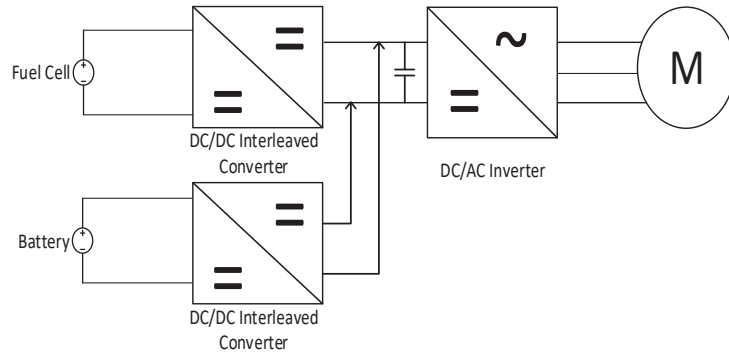 Fuel Cell
DC/DC Interleaved
Converter
M
DC/AC Inverter
Battery
DC/DC Interleaved
Converter